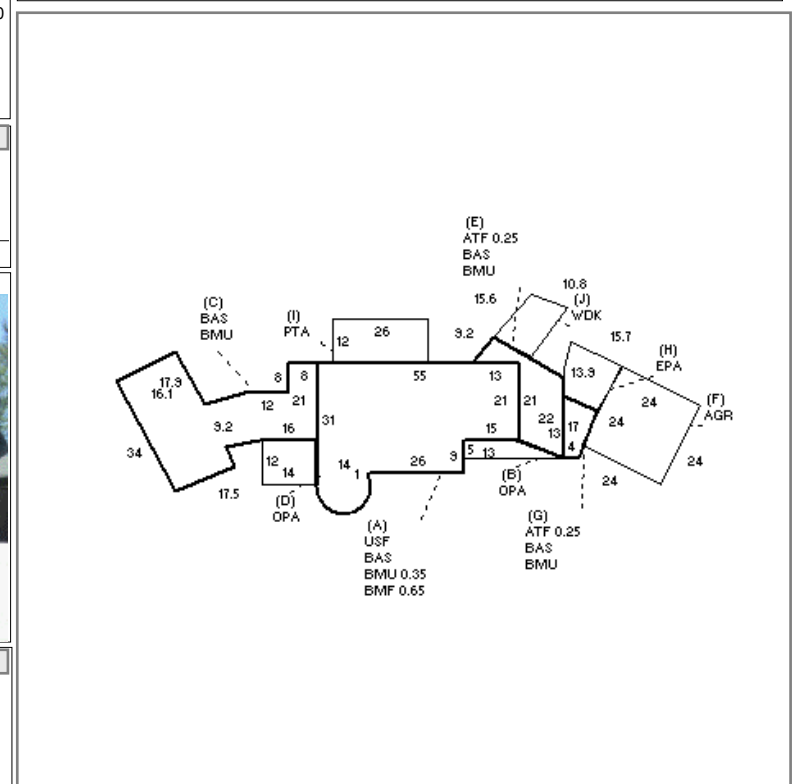 (E)
ATF 0.25
BAS
BMU
10.8
15.6
(J)
WDK
(C)
BAS
BMU
(I)
PTA
12
26
9.2
15.7
(H)
EPA
17.9
16.1
8
8
55
13
13.9
24
(F)
AGR
12
21
21
21
9.2
16
31
15
22
13
17
4
24
34
12
14
14
1
26
9
5
13
24
24
17.5
(D)
OPA
(B)
OPA
(A)
USF
BAS
BMU 0.35
BMF 0.65
(G)
ATF 0.25
BAS
BMU